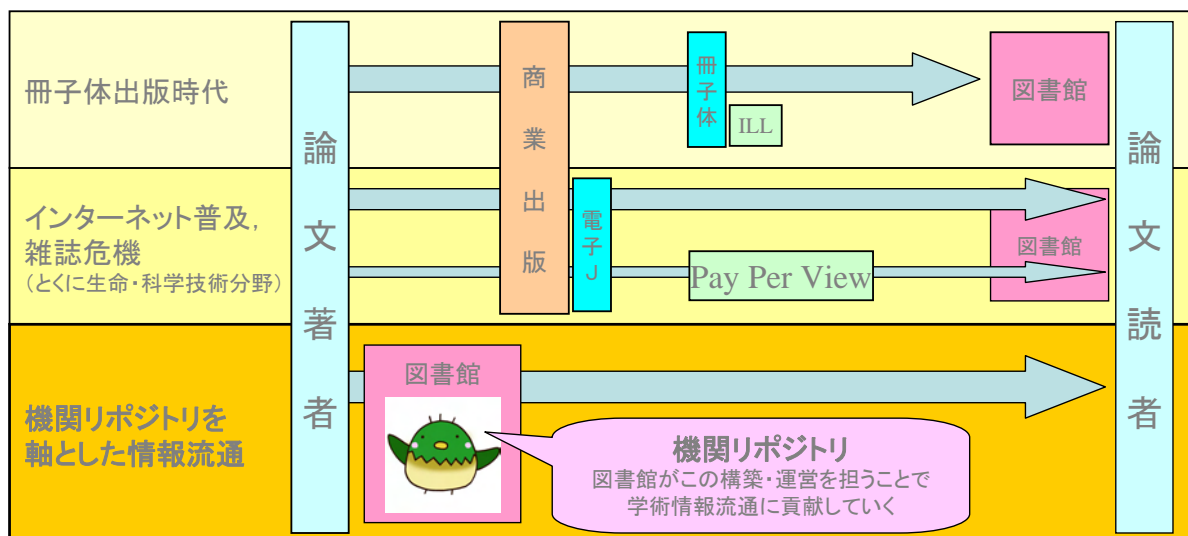 冊子体出版時代
論文著者
商業出版
冊子体
ILL
図書館
論文読者
インターネット普及,
雑誌危機
(とくに生命・科学技術分野)
電子J
Pay Per View
図書館
機関リポジトリを
軸とした情報流通
図書館
機関リポジトリ
図書館がこの構築・運営を担うことで
学術情報流通に貢献していく